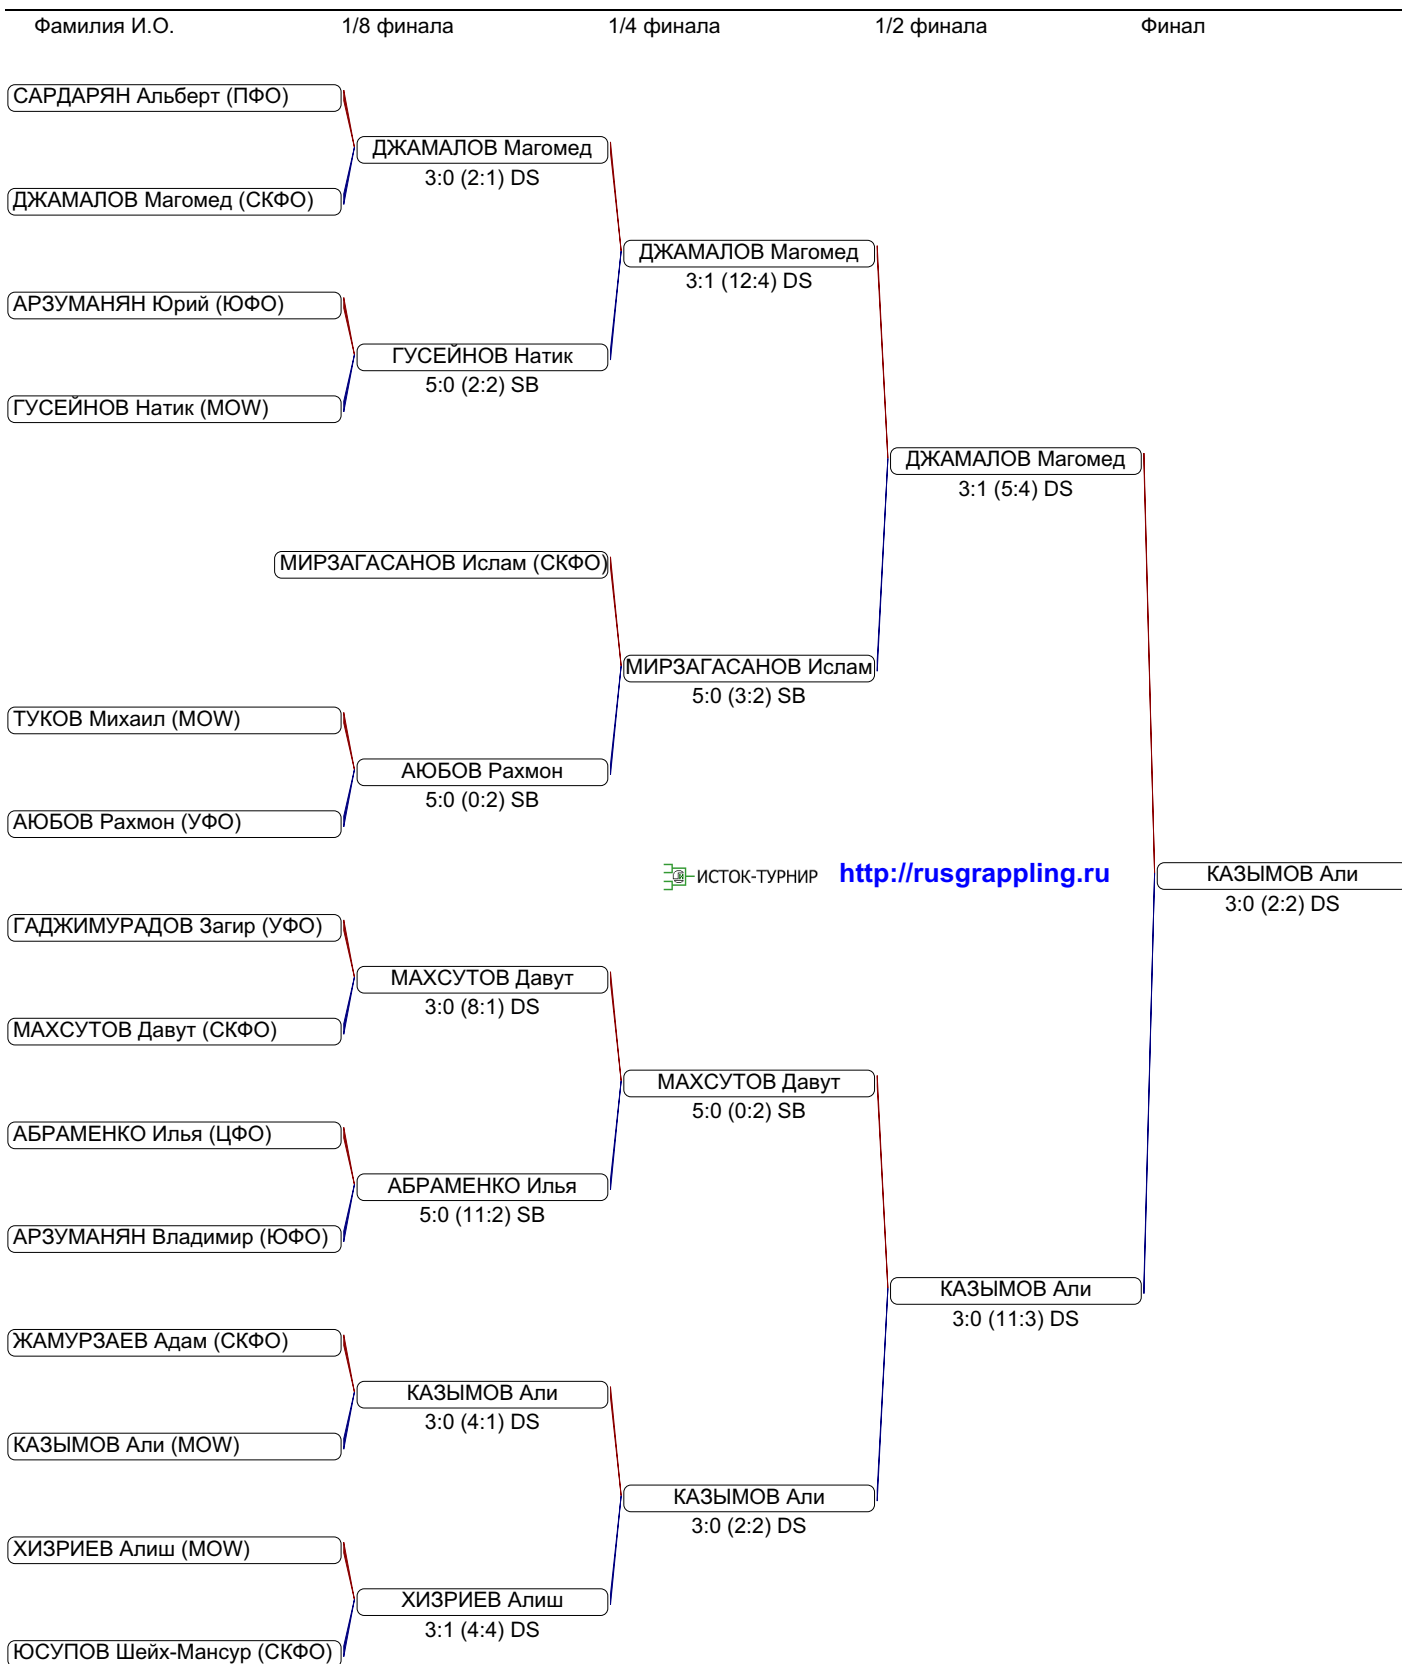 Фамилия И.О. 1/8 финала 1/4 финала 1/2 финала Финал
САРДАРЯН Альберт (ПФО)
ДЖАМАЛОВ Магомед
3:0 (2:1) DS
ДЖАМАЛОВ Магомед (СКФО)
ДЖАМАЛОВ Магомед
3:1 (12:4) DS
АРЗУМАНЯН Юрий (ЮФО)
ГУСЕЙНОВ Натик
5:0 (2:2) SB
ГУСЕЙНОВ Натик (MOW)
ДЖАМАЛОВ Магомед
3:1 (5:4) DS
МИРЗАГАСАНОВ Ислам (СКФО)
МИРЗАГАСАНОВ Ислам
5:0 (3:2) SB
ТУКОВ Михаил (MOW)
АЮБОВ Рахмон
5:0 (0:2) SB
АЮБОВ Рахмон (УФО)
ИСТОК-ТУРНИР http://rusgrappling.ru
КАЗЫМОВ Али
3:0 (2:2) DS
ГАДЖИМУРАДОВ Загир (УФО)
МАХСУТОВ Давут
3:0 (8:1) DS
МАХСУТОВ Давут (СКФО)
МАХСУТОВ Давут
5:0 (0:2) SB
АБРАМЕНКО Илья (ЦФО)
АБРАМЕНКО Илья
5:0 (11:2) SB
АРЗУМАНЯН Владимир (ЮФО)
КАЗЫМОВ Али
3:0 (11:3) DS
ЖАМУРЗАЕВ Адам (СКФО)
КАЗЫМОВ Али
3:0 (4:1) DS
КАЗЫМОВ Али (MOW)
КАЗЫМОВ Али
3:0 (2:2) DS
ХИЗРИЕВ Алиш (MOW)
ХИЗРИЕВ Алиш
3:1 (4:4) DS
ЮСУПОВ Шейх-Мансур (СКФО)